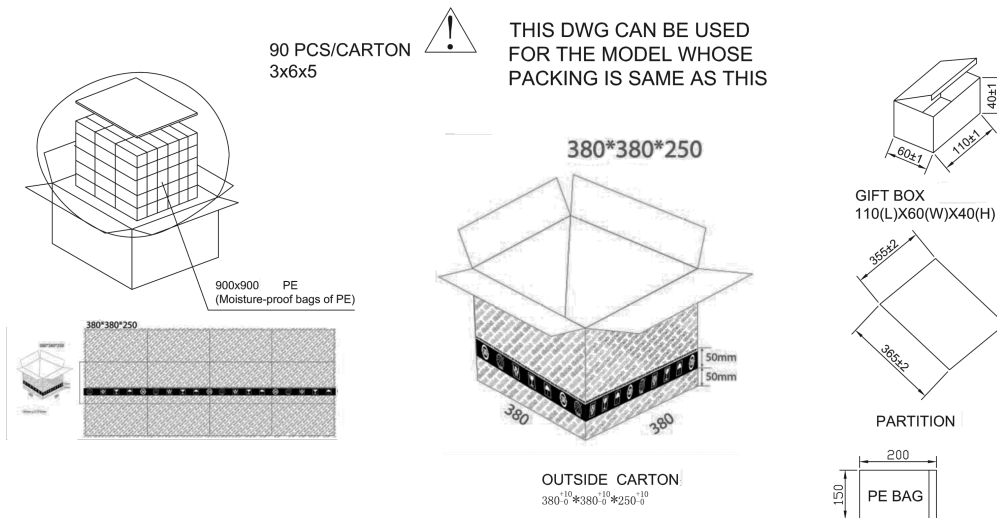 90 PCS/CARTON
3x6x5
THIS DWG CAN BE USED
FOR THE MODEL WHOSE
PACKING IS SAME AS THIS
900x900 PE
(Moisture-proof bags of PE)
380*380*250
380*380*250
380*380*250
50mm
50mm
380
380
OUTSIDE CARTON
380-0+10*380-0+10*250-0+10
40±1
60±1
110±1
GIFT BOX
110(L)X60(W)X40(H)
355±2
365±2
PARTITION
200
150
PE BAG